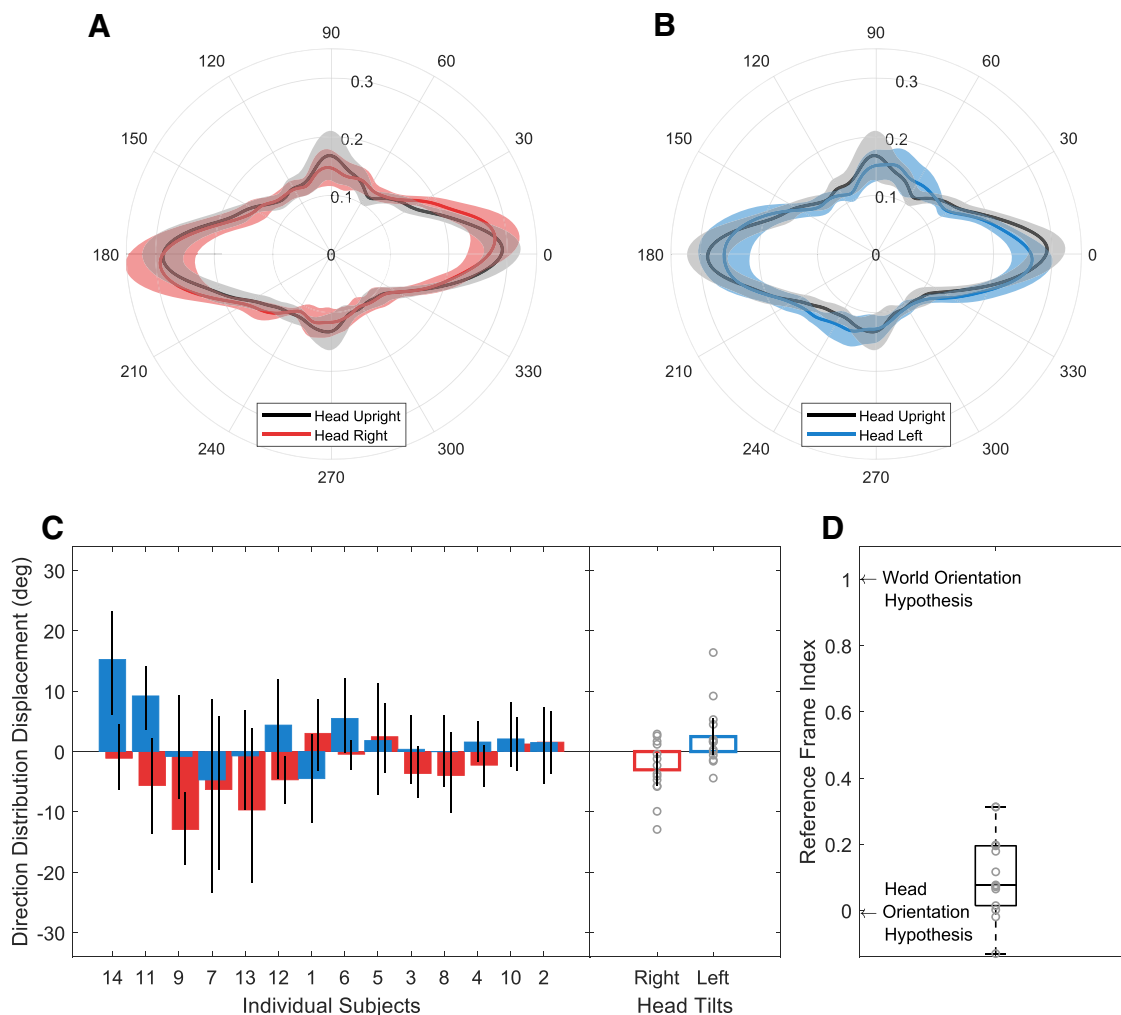 A
90
120
60
0.3
150
0.2
30
0.1
180
0
0
210
330
Head Upright
Head Right
240
300
270
B
90
120
60
0.3
150
0.2
30
0.1
180
0
0
210
330
Head Upright
Head Left
240
300
270
C
Direction Distribution Displacement (deg)
30
20
10
0
-10
-20
-30
14 11 9 7 13 12 1 6 5 3 8 4 10 2
Individual Subjects
Right Left
Head Tilts
D
Reference Frame Index
1
0.8
0.6
0.4
0.2
0
← World Orientation
Hypothesis
Head
← Orientation
Hypothesis